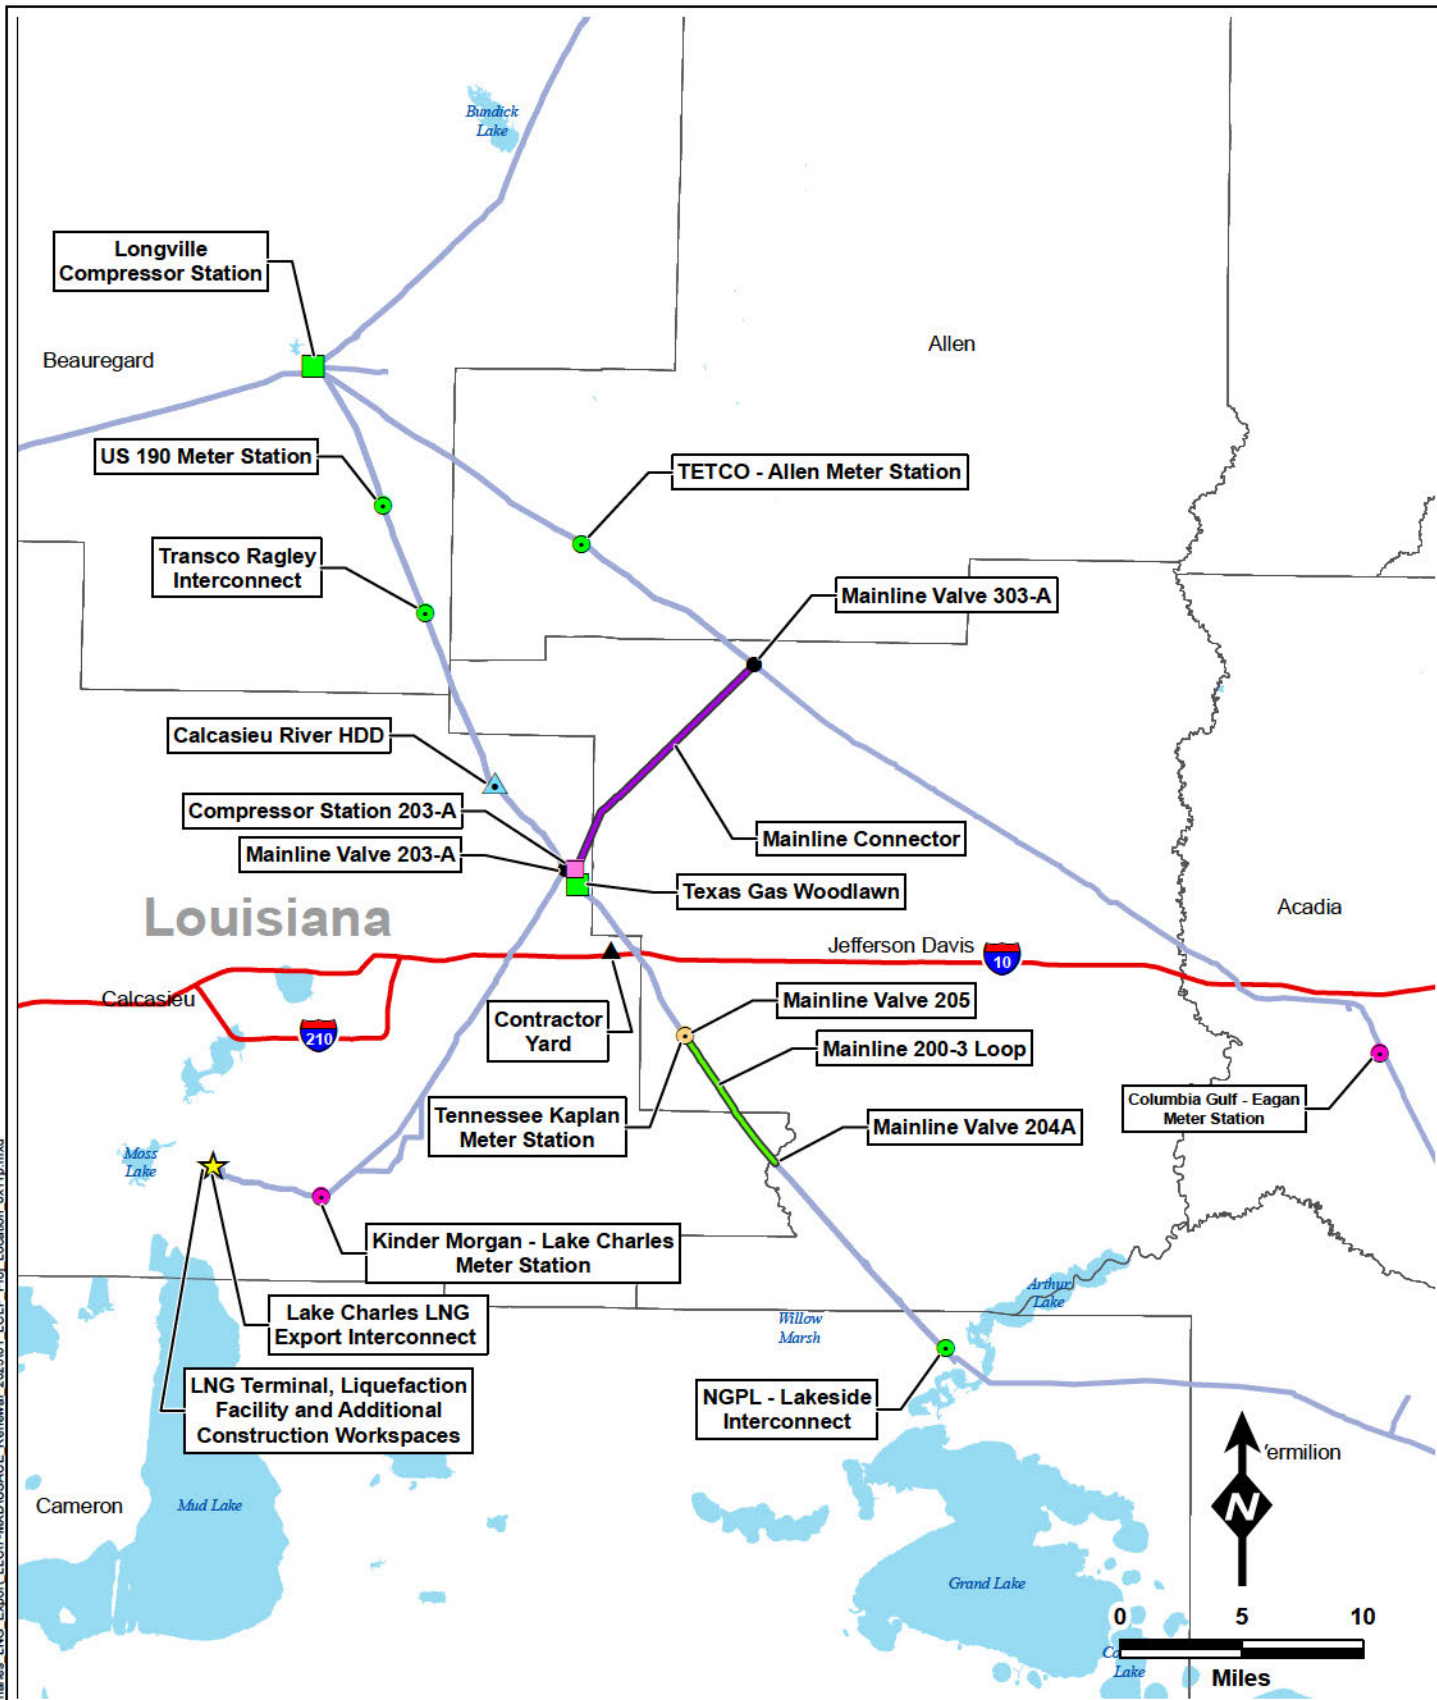 Bundick
Lake
Longville
Compressor Station
Beauregard
Allen
US 190 Meter Station
TETCO - Allen Meter Station
Transco Ragley
Interconnect
Mainline Valve 303-A
Calcasieu River HDD
Compressor Station 203-A
Mainline Connector
Mainline Valve 203-A
Texas Gas Woodlawn
Louisiana
Acadia
Jefferson Davis
10
Calcasieu
210
Mainline Valve 205
Contractor
Yard
Mainline 200-3 Loop
Columbia Gulf - Eagan
Meter Station
Tennessee Kaplan
Meter Station
Mainline Valve 204A
Moss
Lake
Kinder Morgan - Lake Charles
Meter Station
Arthur
Lake
Lake Charles LNG
Export Interconnect
Willow
Marsh
LNG Terminal, Liquefaction
Facility and Additional
Construction Workspaces
NGPL - Lakeside
Interconnect
ermilion
Cameron
Mud Lake
N
Grand Lake
0 5 10
Miles
Lake